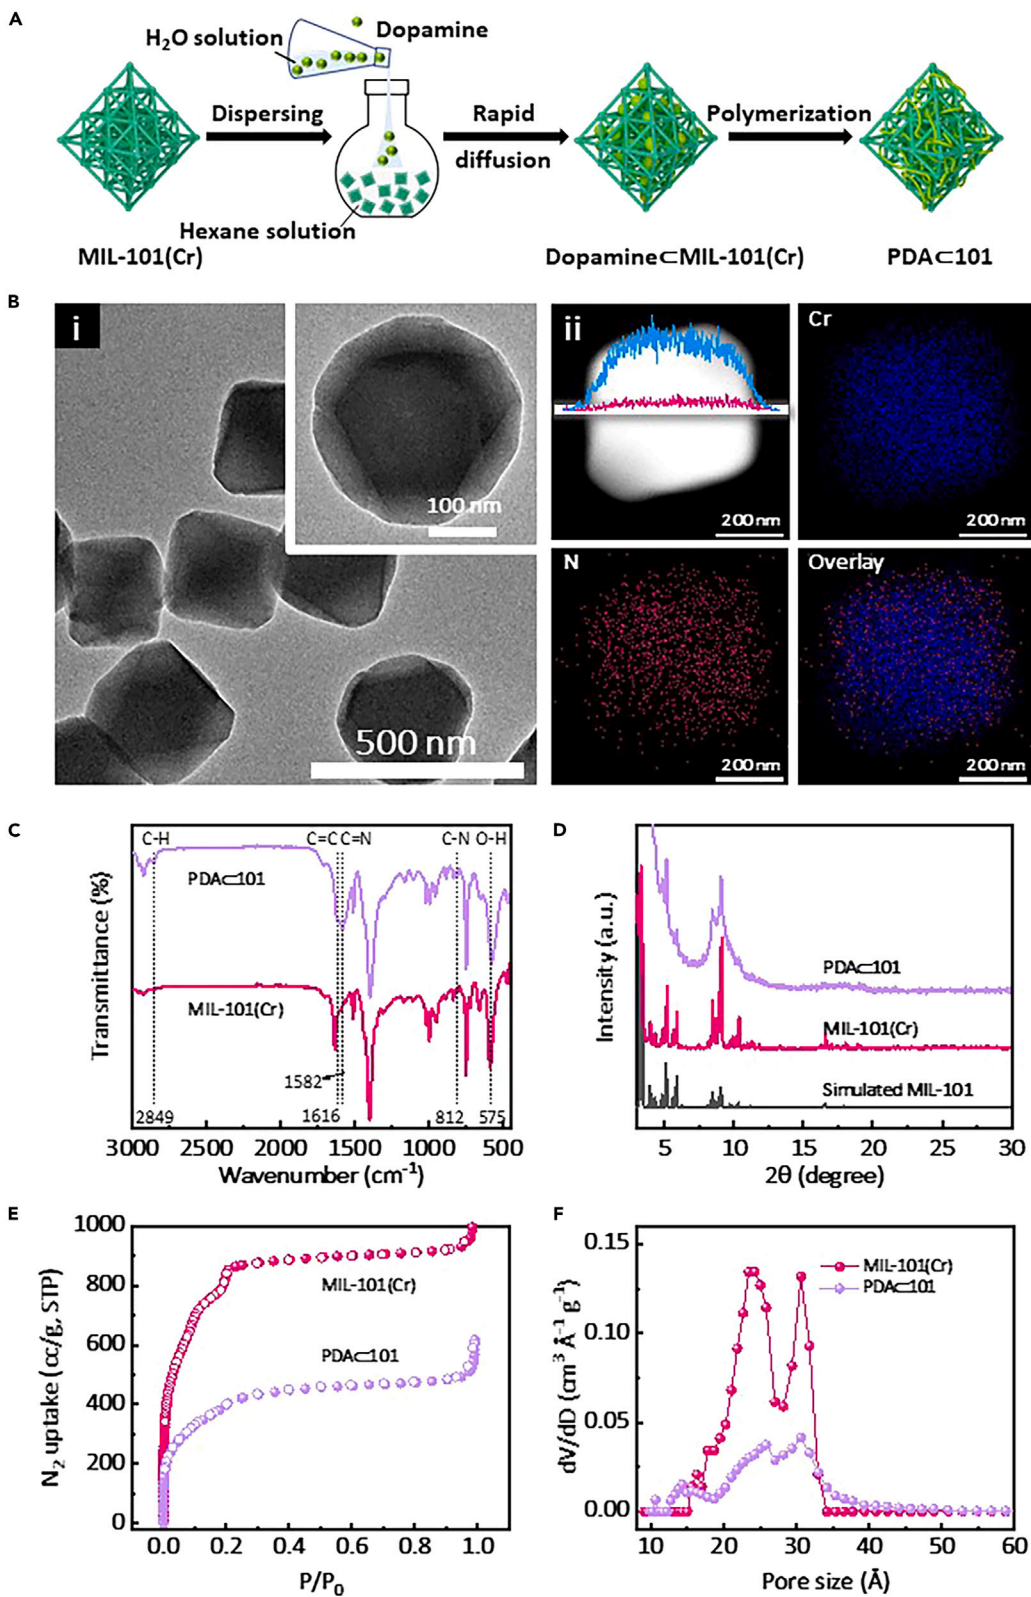 A
H₂O solution
Dopamine
Dispersing
Rapid
diffusion
Polymerization
Hexane solution
MIL-101(Cr)
Dopamine⊂MIL-101(Cr)
PDA⊂101
B
i
100 nm
500 nm
ii
200 nm
Cr
200 nm
N
200 nm
Overlay
200 nm
C
C-H
C=C
C=N
C-N
O-H
PDA⊂101
MIL-101(Cr)
1582
2849
1616
812
575
Transmittance (%)
3000 2500 2000 1500 1000 500
Wavenumber (cm⁻¹)
D
PDA⊂101
MIL-101(Cr)
Simulated MIL-101
Intensity (a.u.)
5 10 15 20 25 30
2θ (degree)
E
1000
800
600
400
200
0
N₂ uptake (cc/g, STP)
MIL-101(Cr)
PDA⊂101
0.0 0.2 0.4 0.6 0.8 1.0
P/P₀
F
0.15
0.10
0.05
0.00
dV/dD (cm³ Å⁻¹ g⁻¹)
MIL-101(Cr)
PDA⊂101
10 20 30 40 50 60
Pore size (Å)